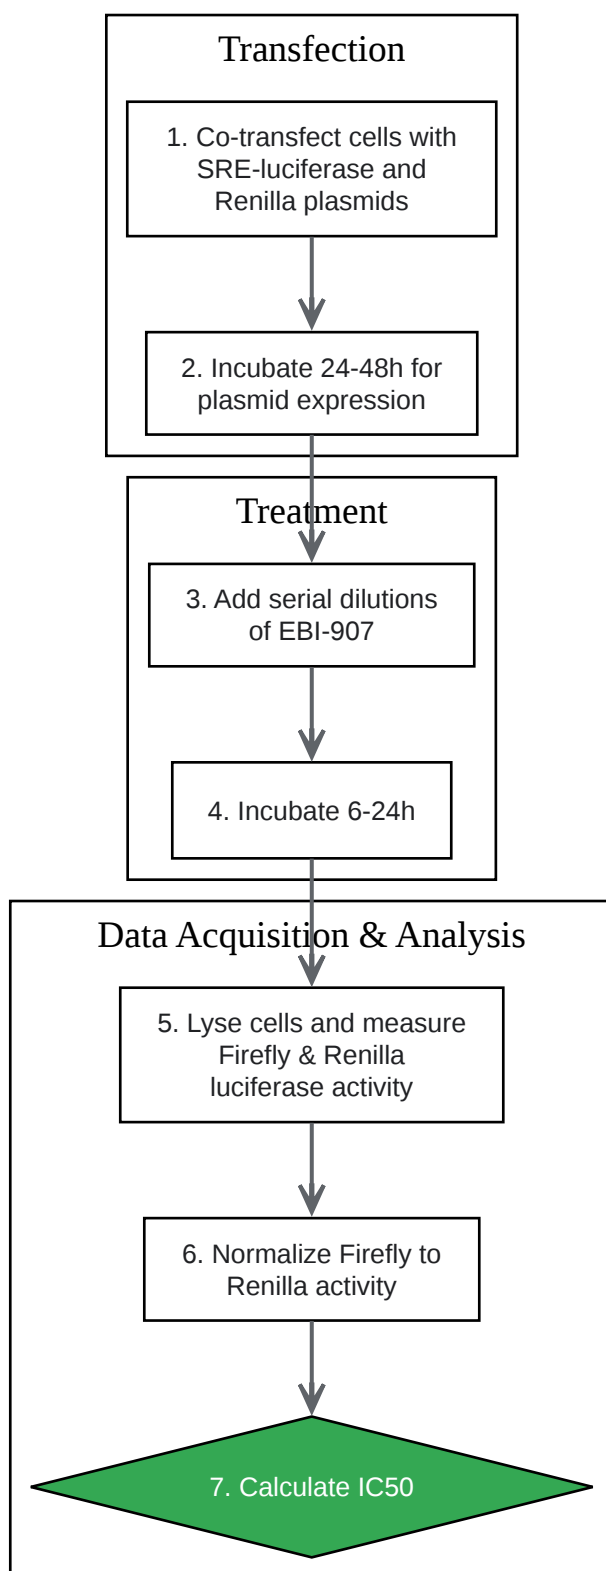 Transfection
1. Co-transfect cells with
SRE-luciferase and
Renilla plasmids
2. Incubate 24-48h for
plasmid expression
Treatment
3. Add serial dilutions
of EBI-907
4. Incubate 6-24h
Data Acquisition & Analysis
5. Lyse cells and measure
Firefly & Renilla
luciferase activity
6. Normalize Firefly to
Renilla activity
7. Calculate IC50